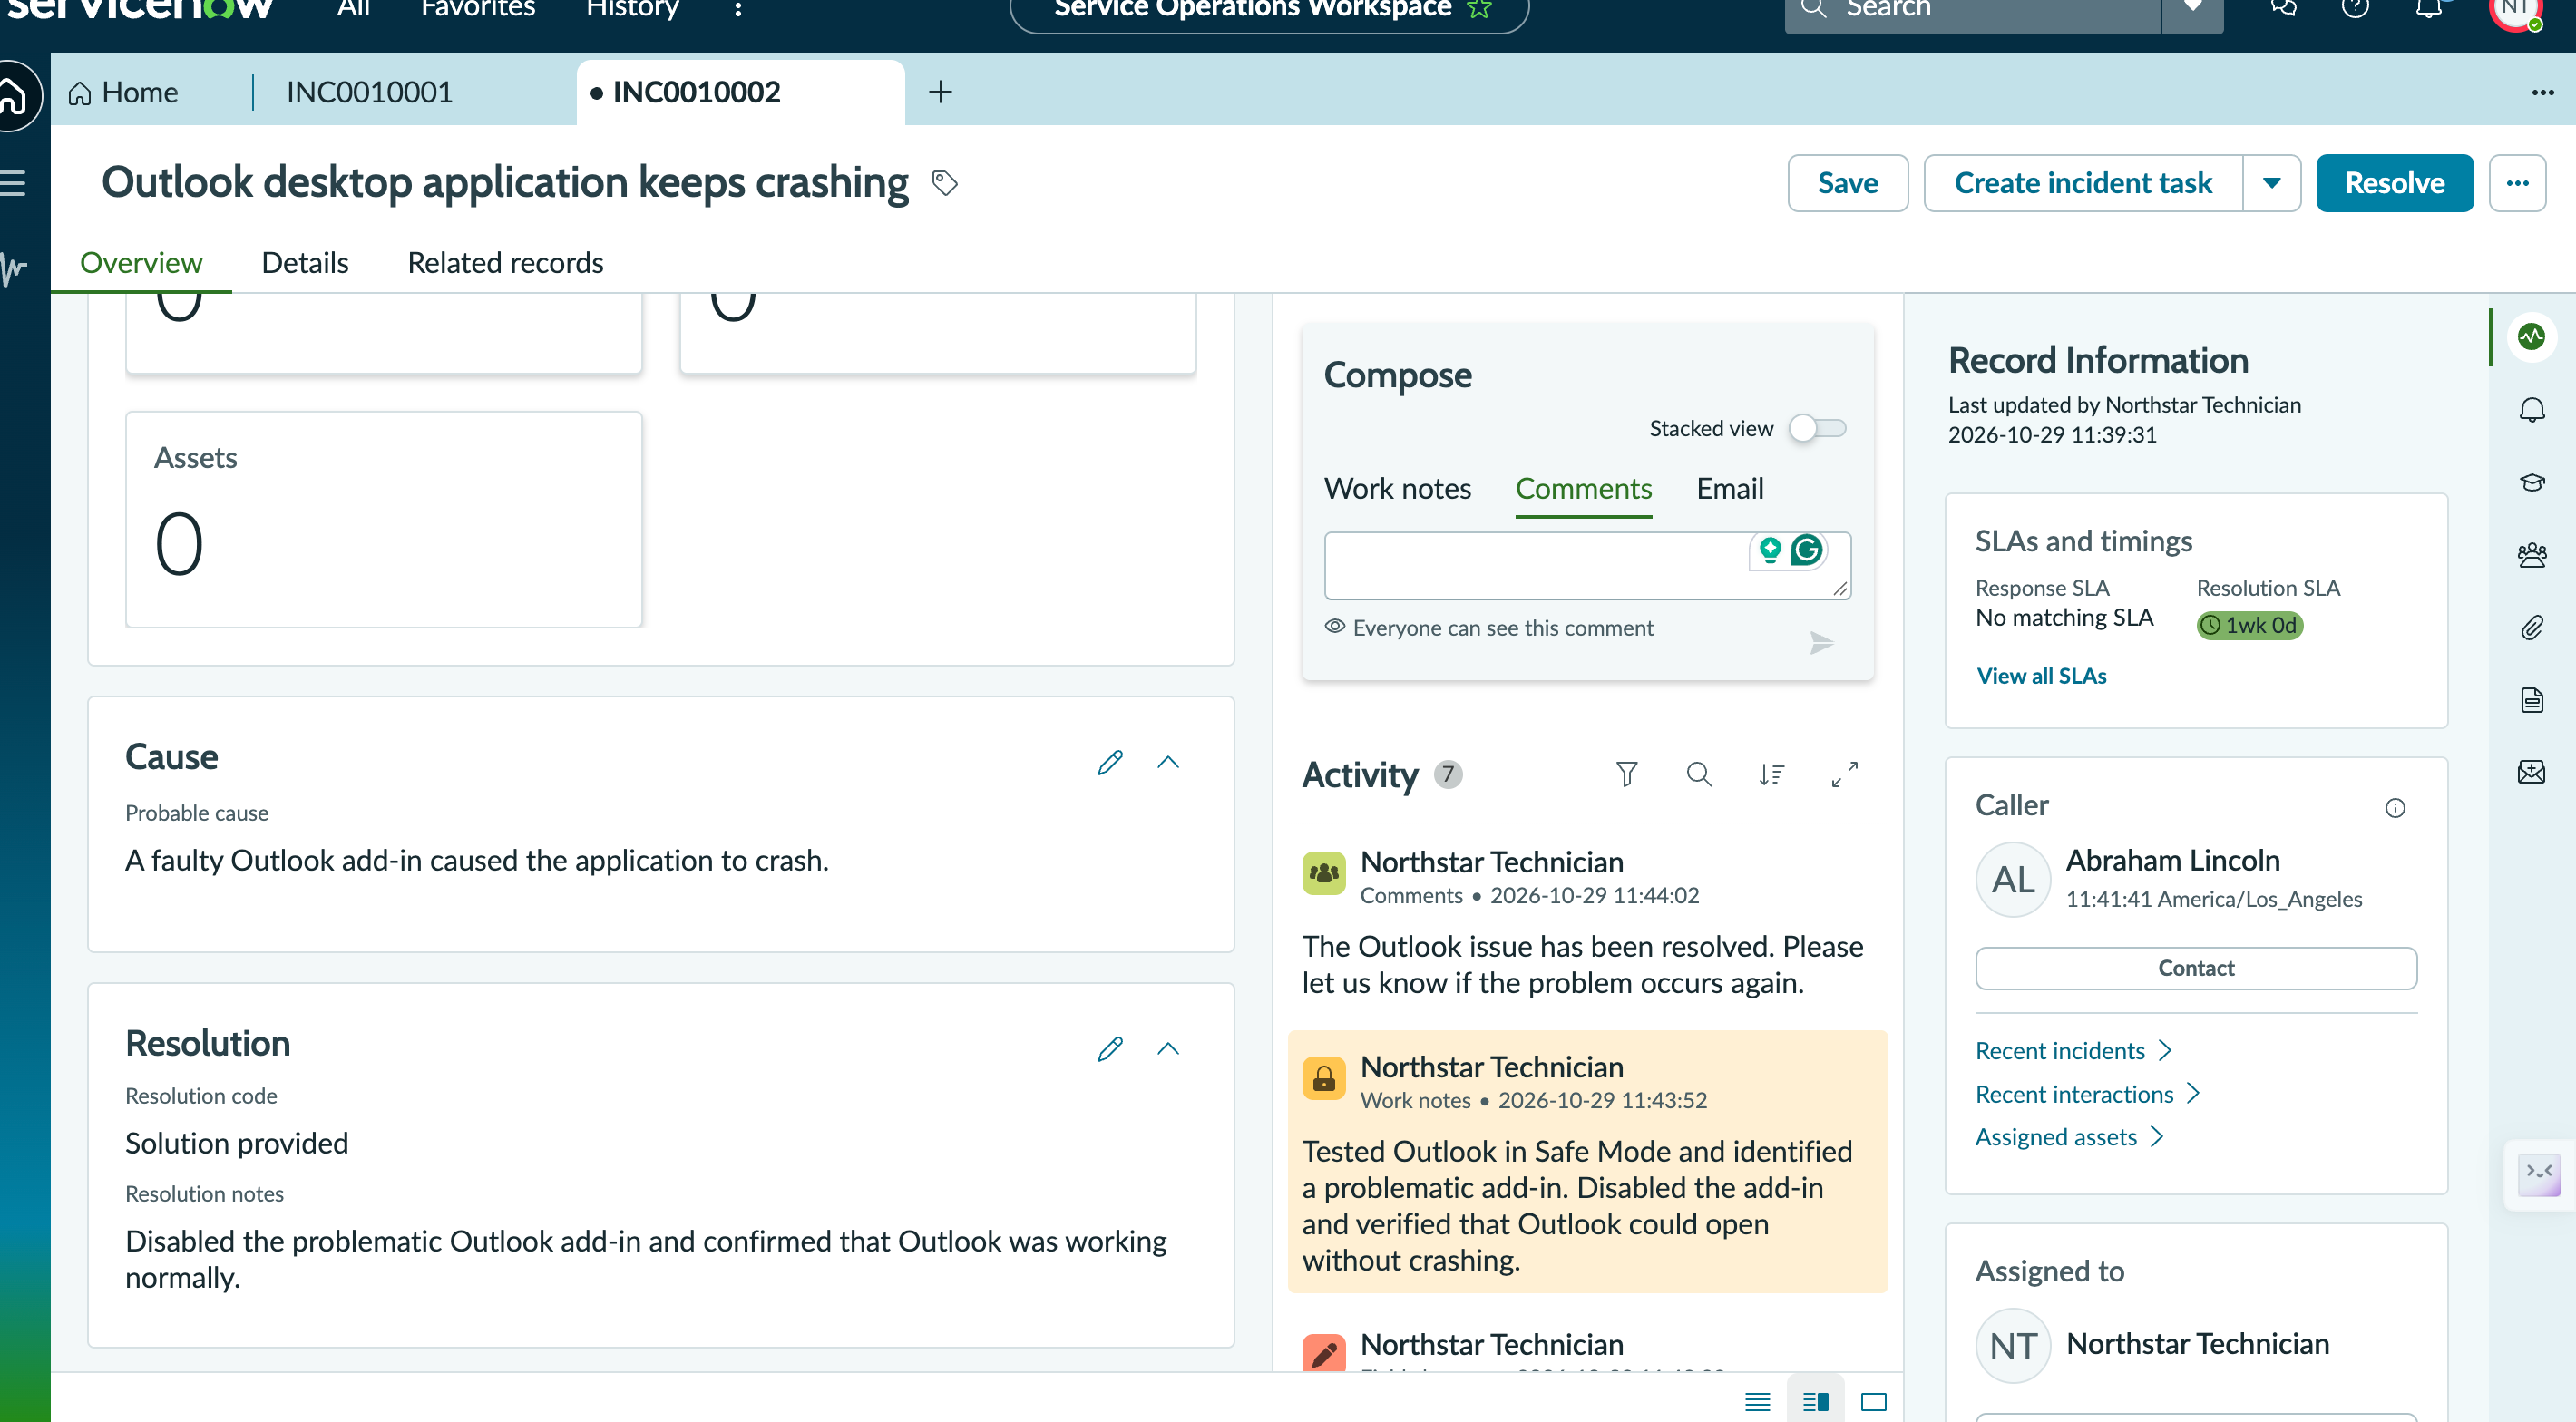 servicenow
All
Favorites
History
Service Operations Workspace
Search
NT
Home
INC0010001
INC0010002
Outlook desktop application keeps crashing
Save
Create incident task
Resolve
Overview
Details
Related records
0
0
Assets
0
Cause
Probable cause
A faulty Outlook add-in caused the application to crash.
Resolution
Resolution code
Solution provided
Resolution notes
Disabled the problematic Outlook add-in and confirmed that Outlook was working
normally.
Compose
Stacked view
Work notes
Comments
Email
Everyone can see this comment
Activity 7
Northstar Technician
Comments • 2026-10-29 11:44:02
The Outlook issue has been resolved. Please
let us know if the problem occurs again.
Northstar Technician
Work notes • 2026-10-29 11:43:52
Tested Outlook in Safe Mode and identified
a problematic add-in. Disabled the add-in
and verified that Outlook could open
without crashing.
Northstar Technician
Record Information
Last updated by Northstar Technician
2026-10-29 11:39:31
SLAs and timings
Response SLA
No matching SLA
Resolution SLA
1wk 0d
View all SLAs
Caller
AL
Abraham Lincoln
11:41:41 America/Los_Angeles
Contact
Recent incidents
Recent interactions
Assigned assets
Assigned to
NT
Northstar Technician